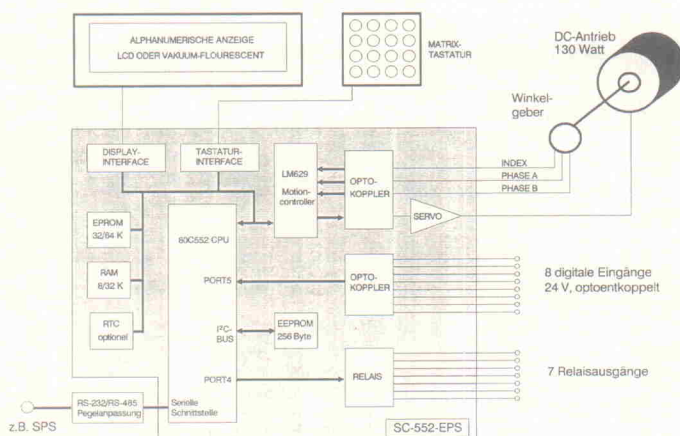 ALPHANUMERISCHE ANZEIGE
LCD ODER VAKUUM-FLOURESCENT
MATRIX-
TASTATUR
DC-Antrieb
130 Watt
Winkel-
geber
DISPLAY-
INTERFACE
TASTATUR-
INTERFACE
LM629
Motion-
controller
OPTO-
KOPPLER
INDEX
PHASE A
PHASE B
SERVO
EPROM
32/64 K
80C552 CPU
RAM
8/32 K
PORT5
OPTO-
KOPPLER
8 digitale Eingänge
24 V, optoentkoppelt
RTC
optionel
I²C-
BUS
EEPROM
256 Byte
PORT4
RELAIS
7 Relaisausgänge
RS-232/RS-485
Pegelanpassung
Serielle
Schnittstelle
z.B. SPS
SC-552-EPS